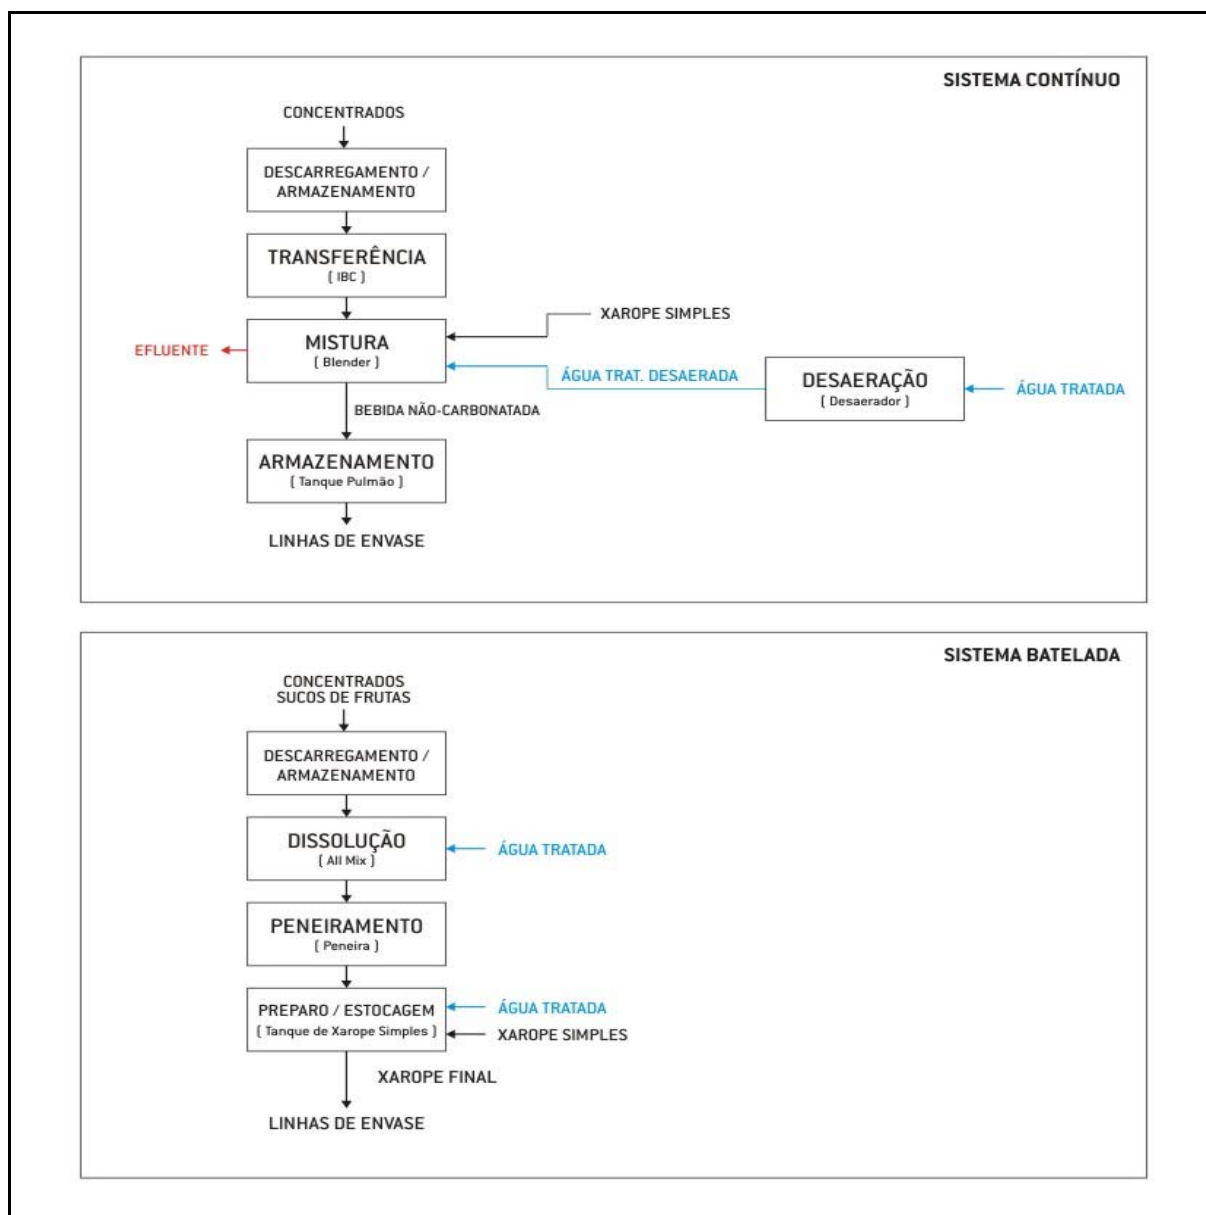 SISTEMA CONTÍNUO
CONCENTRADOS
DESCARREGAMENTO /
ARMAZENAMENTO
TRANSFERÊNCIA
( IBC )
XAROPE SIMPLES
MISTURA
( Blender )
EFLUENTE
ÁGUA TRAT. DESAERADA
DESAERAÇÃO
( Desaerador )
ÁGUA TRATADA
BEBIDA NÃO-CARBONATADA
ARMAZENAMENTO
( Tanque Pulmão )
LINHAS DE ENVASE
SISTEMA BATELADA
CONCENTRADOS
SUCOS DE FRUTAS
DESCARREGAMENTO /
ARMAZENAMENTO
DISSOLUÇÃO
( All Mix )
ÁGUA TRATADA
PENEIRAMENTO
( Peneira )
PREPARO / ESTOCAGEM
( Tanque de Xarope Simples )
ÁGUA TRATADA
XAROPE SIMPLES
XAROPE FINAL
LINHAS DE ENVASE